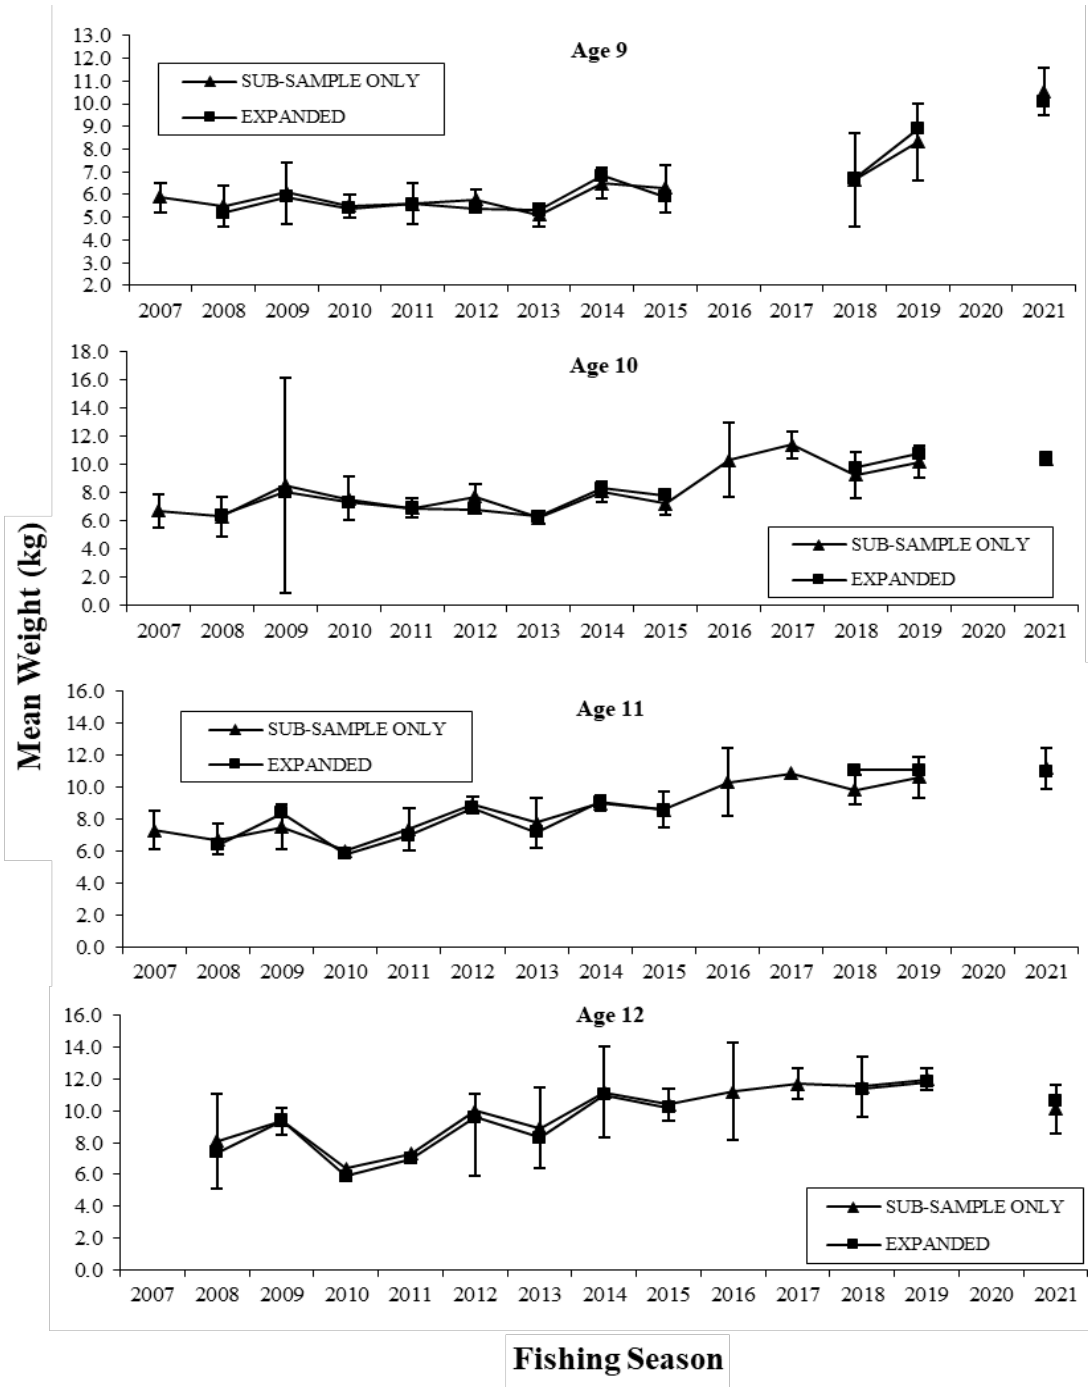 Mean Weight (kg)
13.0
12.0
11.0
10.0
9.0
8.0
7.0
6.0
5.0
4.0
3.0
2.0
Age 9
SUB-SAMPLE ONLY
EXPANDED
2007 2008 2009 2010 2011 2012 2013 2014 2015 2018 2019 2020 2021
18.0
16.0
14.0
12.0
10.0
8.0
6.0
4.0
2.0
0.0
Age 10
SUB-SAMPLE ONLY
EXPANDED
2007 2008 2009 2010 2011 2012 2013 2014 2015 2016 2017 2018 2019 2020 2021
16.0
14.0
12.0
10.0
8.0
6.0
4.0
2.0
0.0
Age 11
SUB-SAMPLE ONLY
EXPANDED
2007 2008 2009 2010 2011 2012 2013 2014 2015 2016 2017 2018 2019 2020 2021
16.0
14.0
12.0
10.0
8.0
6.0
4.0
2.0
0.0
Age 12
SUB-SAMPLE ONLY
EXPANDED
2007 2008 2009 2010 2011 2012 2013 2014 2015 2016 2017 2018 2019 2020 2021
Fishing Season